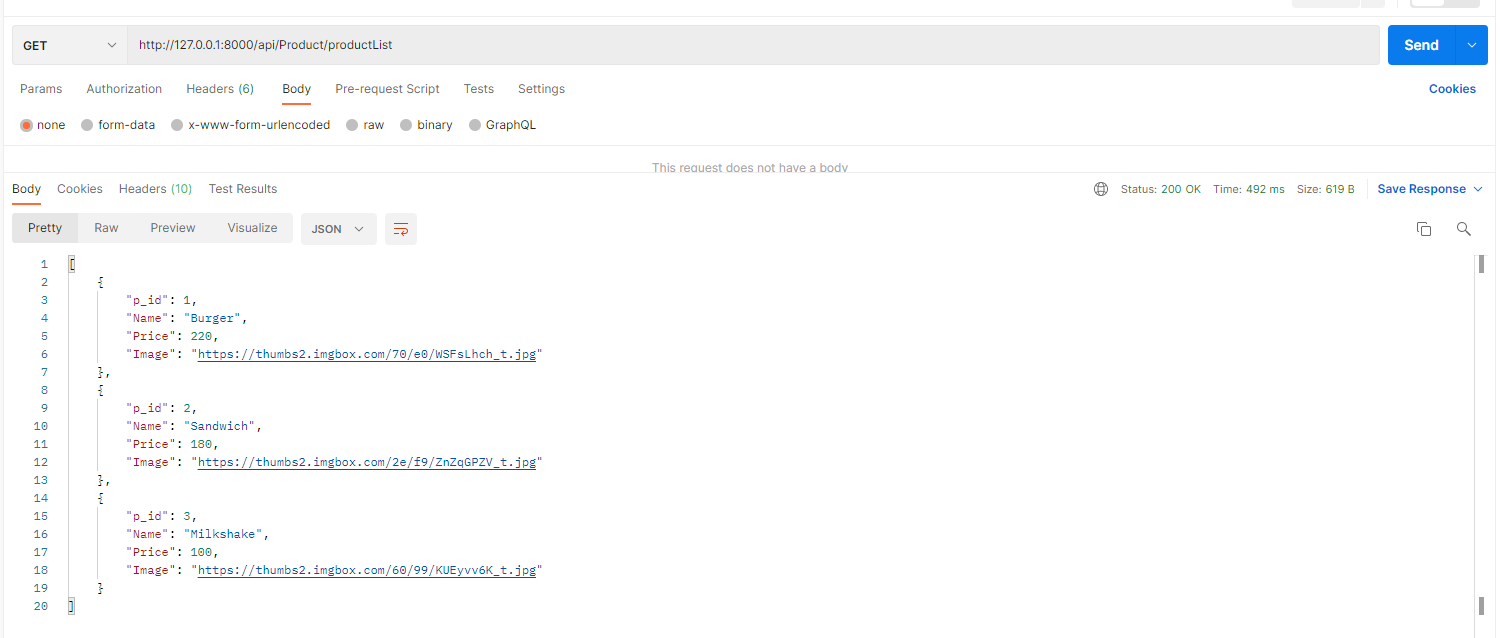 GET http://127.0.0.1:8000/api/Product/productList Send
Params Authorization Headers (6) Body Pre-request Script Tests Settings Cookies
none form-data x-www-form-urlencoded raw binary GraphQL
This request does not have a body
Body Cookies Headers (10) Test Results Status: 200 OK Time: 492 ms Size: 619 B Save Response
Pretty Raw Preview Visualize JSON
1 [
2 {
3 "p_id": 1,
4 "Name": "Burger",
5 "Price": 220,
6 "Image": "https://thumbs2.imgbox.com/70/e0/WSFsLhch_t.jpg"
7 },
8 {
9 "p_id": 2,
10 "Name": "Sandwich",
11 "Price": 180,
12 "Image": "https://thumbs2.imgbox.com/2e/f9/ZnZqGPZV_t.jpg"
13 },
14 {
15 "p_id": 3,
16 "Name": "Milkshake",
17 "Price": 100,
18 "Image": "https://thumbs2.imgbox.com/60/99/KUEyvv6K_t.jpg"
19 }
20 ]